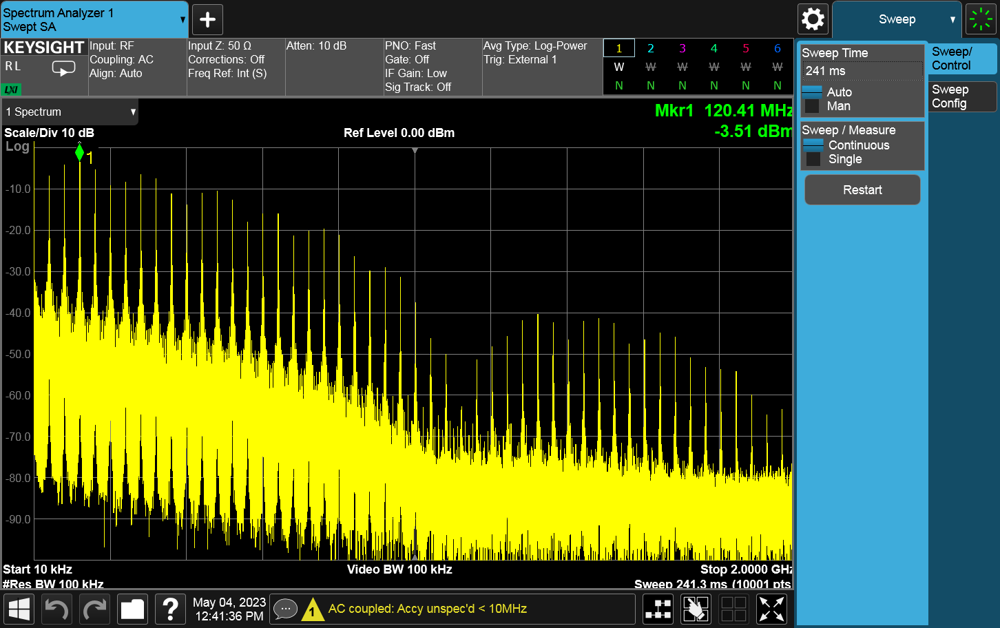 Spectrum Analyzer 1
Swept SA
Sweep
KEYSIGHT
R L
LXI
Input: RF
Coupling: AC
Align: Auto
Input Z: 50 Ω
Corrections: Off
Freq Ref: Int (S)
Atten: 10 dB
PNO: Fast
Gate: Off
IF Gain: Low
Sig Track: Off
Avg Type: Log-Power
Trig: External 1
1 2 3 4 5 6
W W W W W W
N N N N N N
Sweep Time
241 ms
Auto
Man
Sweep / Measure
Continuous
Single
Restart
Sweep/
Control
Sweep
Config
1 Spectrum
Mkr1 120.41 MHz
-3.51 dBm
Scale/Div 10 dB
Ref Level 0.00 dBm
Log
1
-10.0
-20.0
-30.0
-40.0
-50.0
-60.0
-70.0
-80.0
-90.0
Start 10 kHz
Video BW 100 kHz
Stop 2.0000 GHz
#Res BW 100 kHz
Sweep 241.3 ms (10001 pts
?
May 04, 2023
12:41:36 PM
1
AC coupled: Accy unspec'd < 10MHz